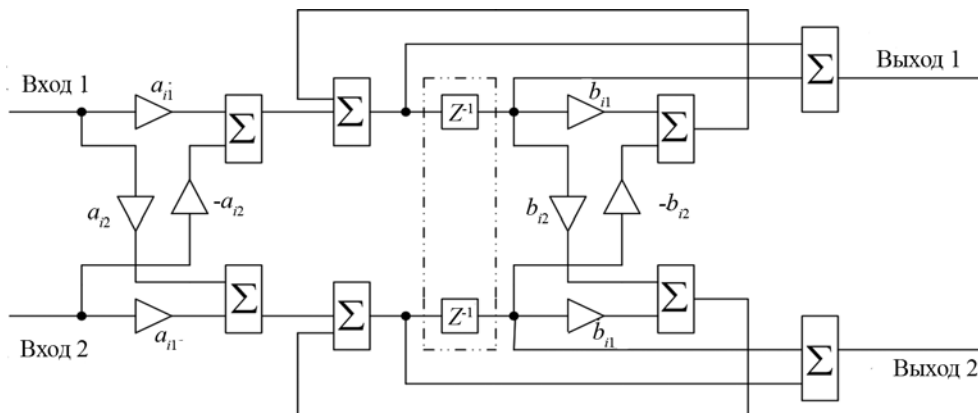 Вход 1
a_{i1}
Σ
Σ
Z⁻¹
b_{i1}
Σ
Σ
Выход 1
a_{i2}
-a_{i2}
b_{i2}
-b_{i2}
Σ
Σ
Z⁻¹
Σ
Σ
Вход 2
a_{i1}
b_{i1}
Выход 2